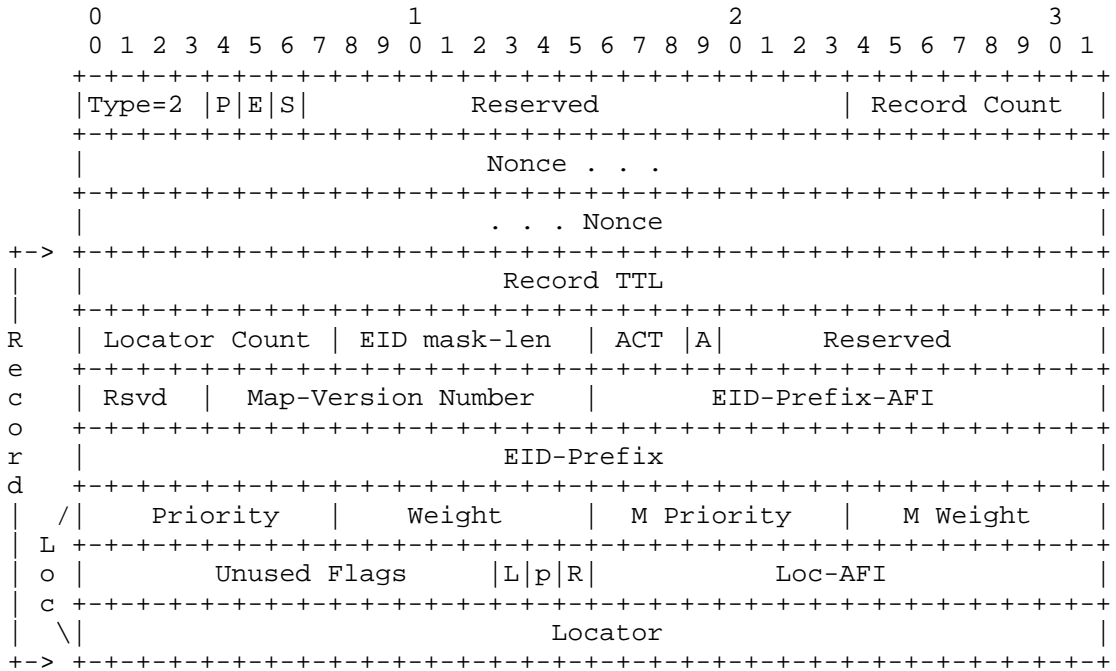 0                   1                   2                   3
 0 1 2 3 4 5 6 7 8 9 0 1 2 3 4 5 6 7 8 9 0 1 2 3 4 5 6 7 8 9 0 1
      +-+-+-+-+-+-+-+-+-+-+-+-+-+-+-+-+-+-+-+-+-+-+-+-+-+-+-+-+-+-+-+-+
      |Type=2 |P|E|S|          Reserved               | Record Count  |
      +-+-+-+-+-+-+-+-+-+-+-+-+-+-+-+-+-+-+-+-+-+-+-+-+-+-+-+-+-+-+-+-+
      |                         Nonce . . .                           |
      +-+-+-+-+-+-+-+-+-+-+-+-+-+-+-+-+-+-+-+-+-+-+-+-+-+-+-+-+-+-+-+-+
      |                         . . . Nonce                           |
+->   +-+-+-+-+-+-+-+-+-+-+-+-+-+-+-+-+-+-+-+-+-+-+-+-+-+-+-+-+-+-+-+-+
|     |                          Record TTL                           |
|     +-+-+-+-+-+-+-+-+-+-+-+-+-+-+-+-+-+-+-+-+-+-+-+-+-+-+-+-+-+-+-+-+
R     | Locator Count | EID mask-len  | ACT |A|      Reserved         |
e     +-+-+-+-+-+-+-+-+-+-+-+-+-+-+-+-+-+-+-+-+-+-+-+-+-+-+-+-+-+-+-+-+
c     | Rsvd  |  Map-Version Number   |       EID-Prefix-AFI          |
o     +-+-+-+-+-+-+-+-+-+-+-+-+-+-+-+-+-+-+-+-+-+-+-+-+-+-+-+-+-+-+-+-+
r     |                          EID-Prefix                           |
d     +-+-+-+-+-+-+-+-+-+-+-+-+-+-+-+-+-+-+-+-+-+-+-+-+-+-+-+-+-+-+-+-+
|    /|    Priority   |    Weight     |  M Priority   |   M Weight    |
|   L +-+-+-+-+-+-+-+-+-+-+-+-+-+-+-+-+-+-+-+-+-+-+-+-+-+-+-+-+-+-+-+-+
|   o |        Unused Flags     |L|p|R|           Loc-AFI             |
|   c +-+-+-+-+-+-+-+-+-+-+-+-+-+-+-+-+-+-+-+-+-+-+-+-+-+-+-+-+-+-+-+-+
|    \|                             Locator                           |
+->   +-+-+-+-+-+-+-+-+-+-+-+-+-+-+-+-+-+-+-+-+-+-+-+-+-+-+-+-+-+-+-+-+